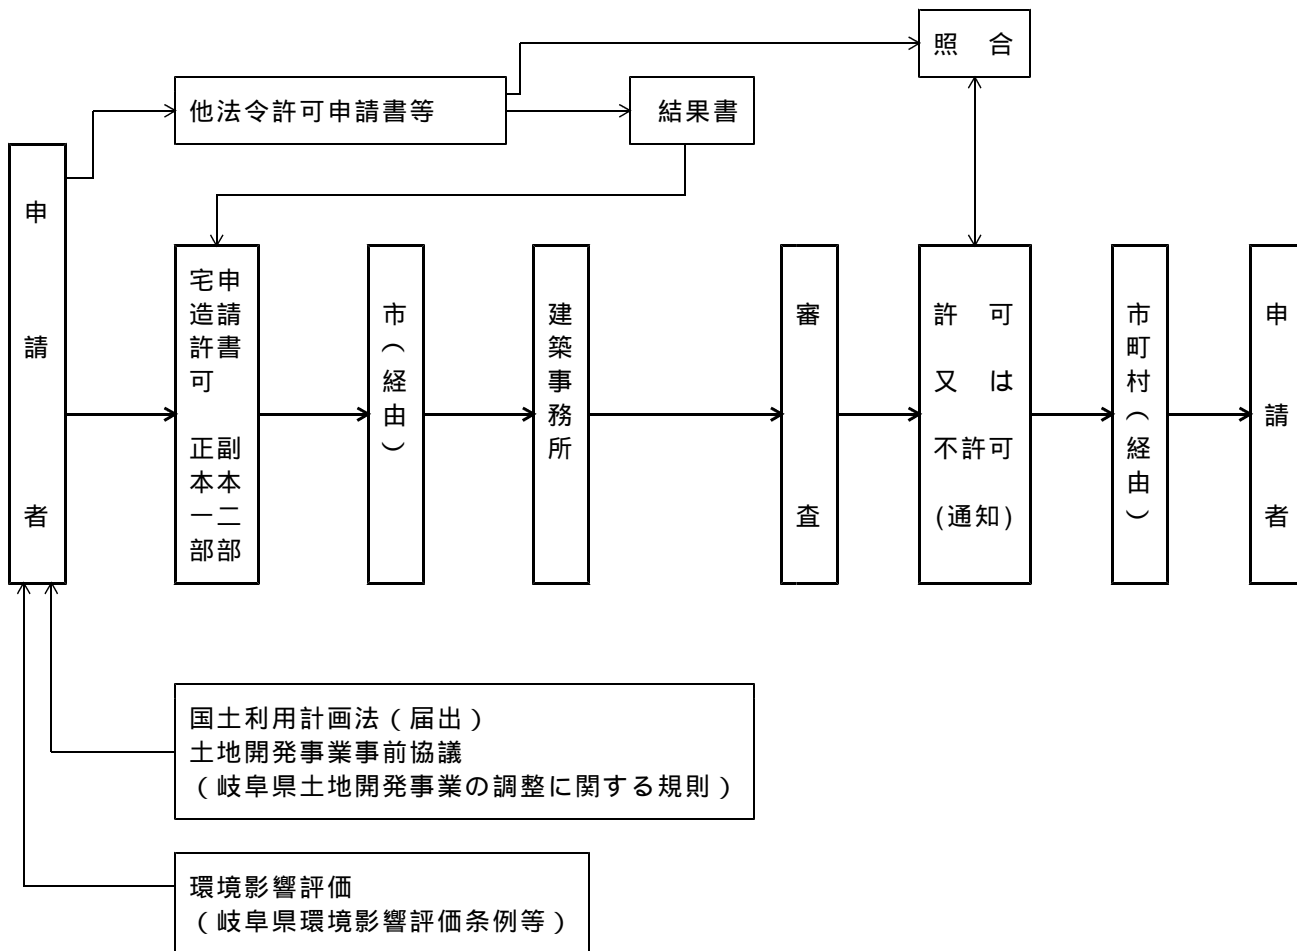 照　合
他法令許可申請書等
結果書
申請者
宅造許可　正本一部
申請書　副本二部
市（経由）
建築事務所
審査
許　可
又　は
不許可
(通知)
市町村（経由）
申請者
国土利用計画法（届出）
土地開発事業事前協議
（岐阜県土地開発事業の調整に関する規則）
環境影響評価
（岐阜県環境影響評価条例等）